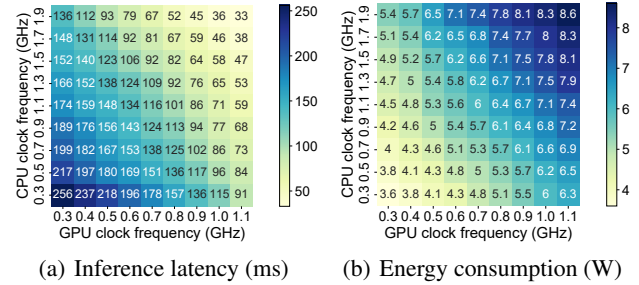 CPU clock frequency (GHz)
0.3 0.5 0.7 0.9 1.1 1.3 1.5 1.7 1.9
136 112 93 79 67 52 45 36 33
148 131 114 92 81 67 59 46 38
152 140 123 106 92 82 64 58 47
166 152 138 124 109 92 76 65 53
174 159 148 134 116 101 86 71 59
189 176 156 143 124 113 94 77 68
199 182 167 153 138 125 102 86 73
217 197 180 169 151 136 117 96 84
256 237 218 196 178 157 136 115 91
0.3 0.4 0.5 0.6 0.7 0.8 0.9 1.0 1.1
GPU clock frequency (GHz)
250
200
150
100
50
(a) Inference latency (ms)
CPU clock frequency (GHz)
0.3 0.5 0.7 0.9 1.1 1.3 1.5 1.7 1.9
5.4 5.7 6.5 7.1 7.4 7.8 8.1 8.3 8.6
5.1 5.4 6.2 6.5 6.8 7.4 7.7 8 8.3
4.9 5.2 5.7 6.2 6.6 7.1 7.5 7.8 8.1
4.7 5 5.4 5.8 6.2 6.7 7.1 7.5 7.9
4.5 4.8 5.3 5.6 6 6.4 6.7 7.1 7.4
4.2 4.6 5 5.4 5.7 6.1 6.4 6.8 7.2
4 4.3 4.6 5.1 5.3 5.7 6 6.6 6.9
3.8 4.1 4.3 4.8 5 5.3 5.7 6.2 6.5
3.6 3.8 4.1 4.3 4.8 5.1 5.5 6 6.3
0.3 0.4 0.5 0.6 0.7 0.8 0.9 1.0 1.1
GPU clock frequency (GHz)
8
7
6
5
4
(b) Energy consumption (W)